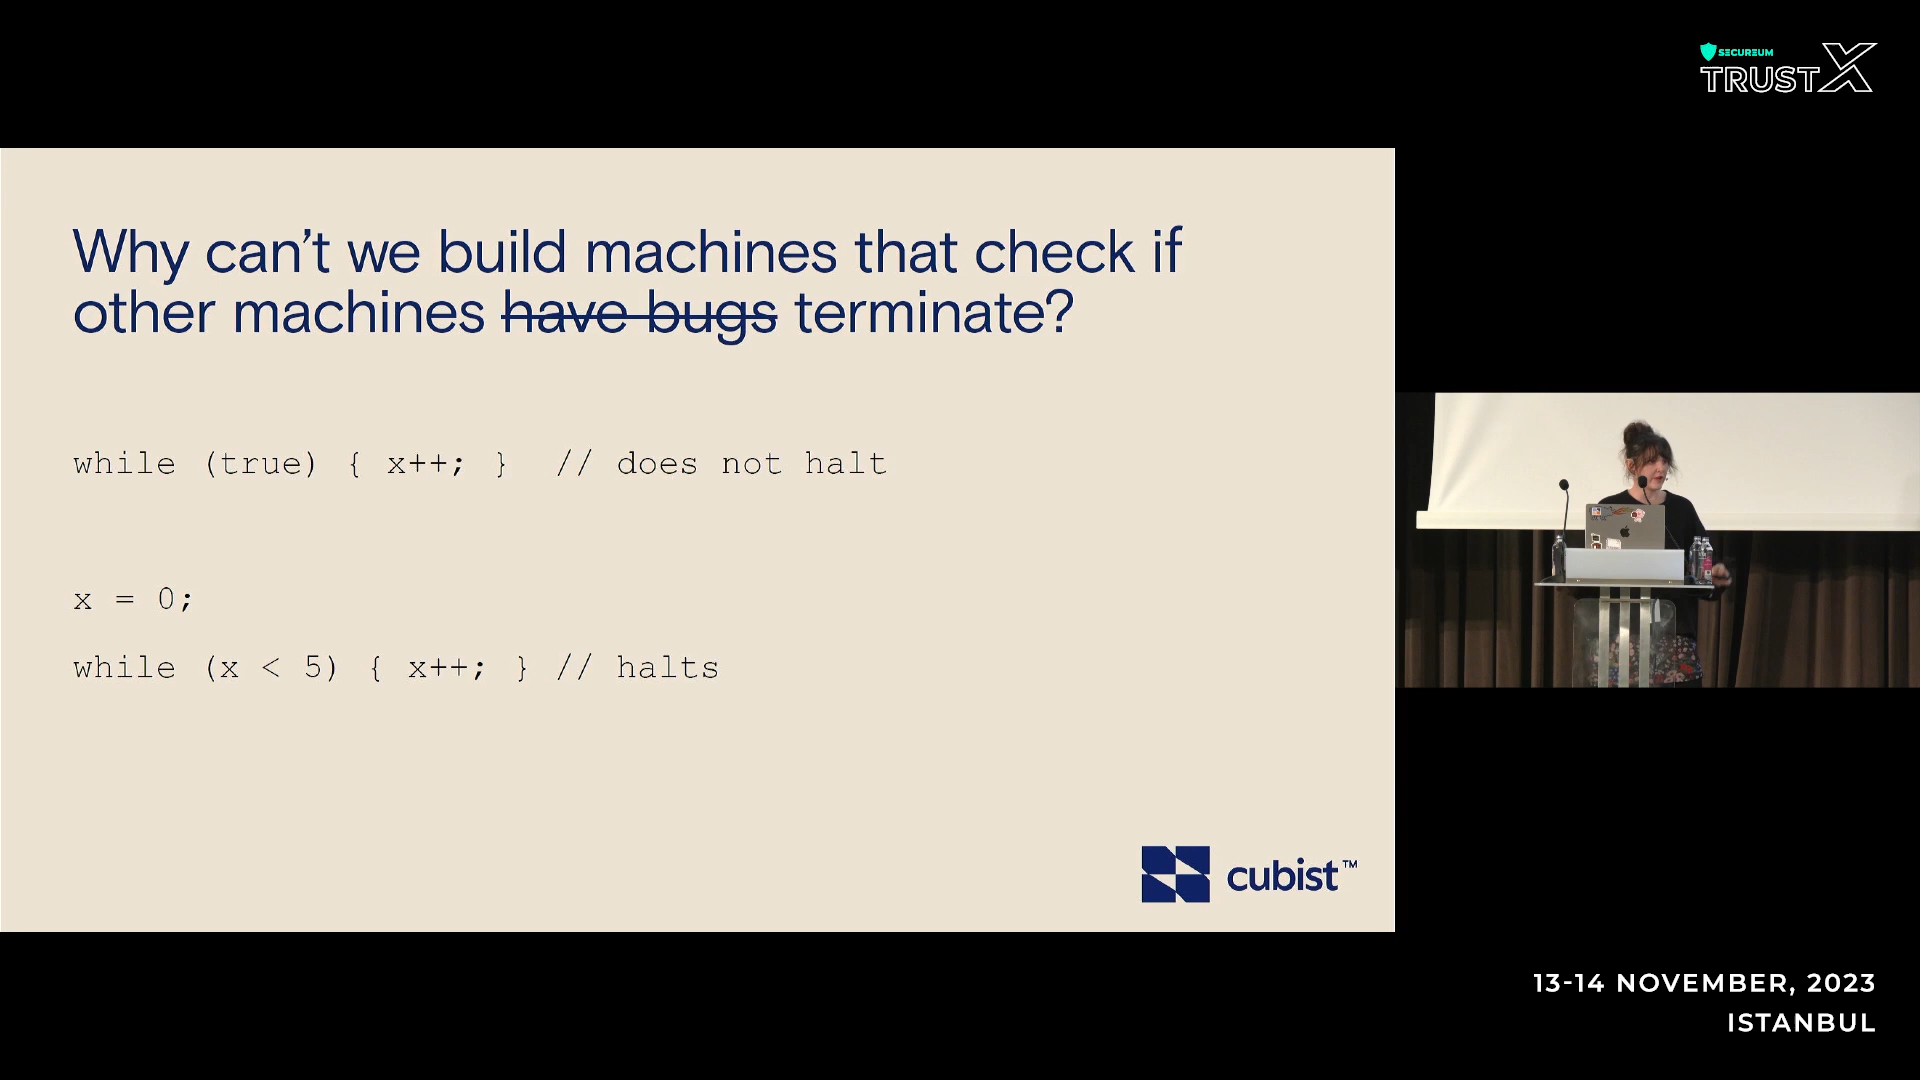 SECUREUM
TRUSTX
Why can't we build machines that check if
other machines have bugs terminate?
while (true) { x++; } // does not halt
x = 0;
while (x < 5) { x++; } // halts
cubist™
13-14 NOVEMBER, 2023
ISTANBUL